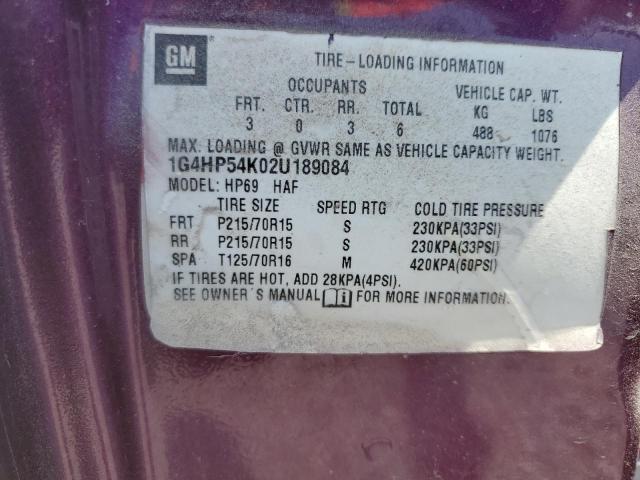 GM TIRE-LOADING INFORMATION
OCCUPANTS VEHICLE CAP. WT.
FRT. CTR. RR. TOTAL KG LBS
3 0 3 6 488 1076
MAX. LOADING @ GVWR SAME AS VEHICLE CAPACITY WEIGHT.
1G4HP54K02U189084
MODEL: HP69 HAF
TIRE SIZE SPEED RTG COLD TIRE PRESSURE
FRT P215/70R15 S 230KPA(33PSI)
RR P215/70R15 S 230KPA(33PSI)
SPA T125/70R16 M 420KPA(60PSI)
IF TIRES ARE HOT, ADD 28KPA(4PSI).
SEE OWNER'S MANUAL FOR MORE INFORMATION.